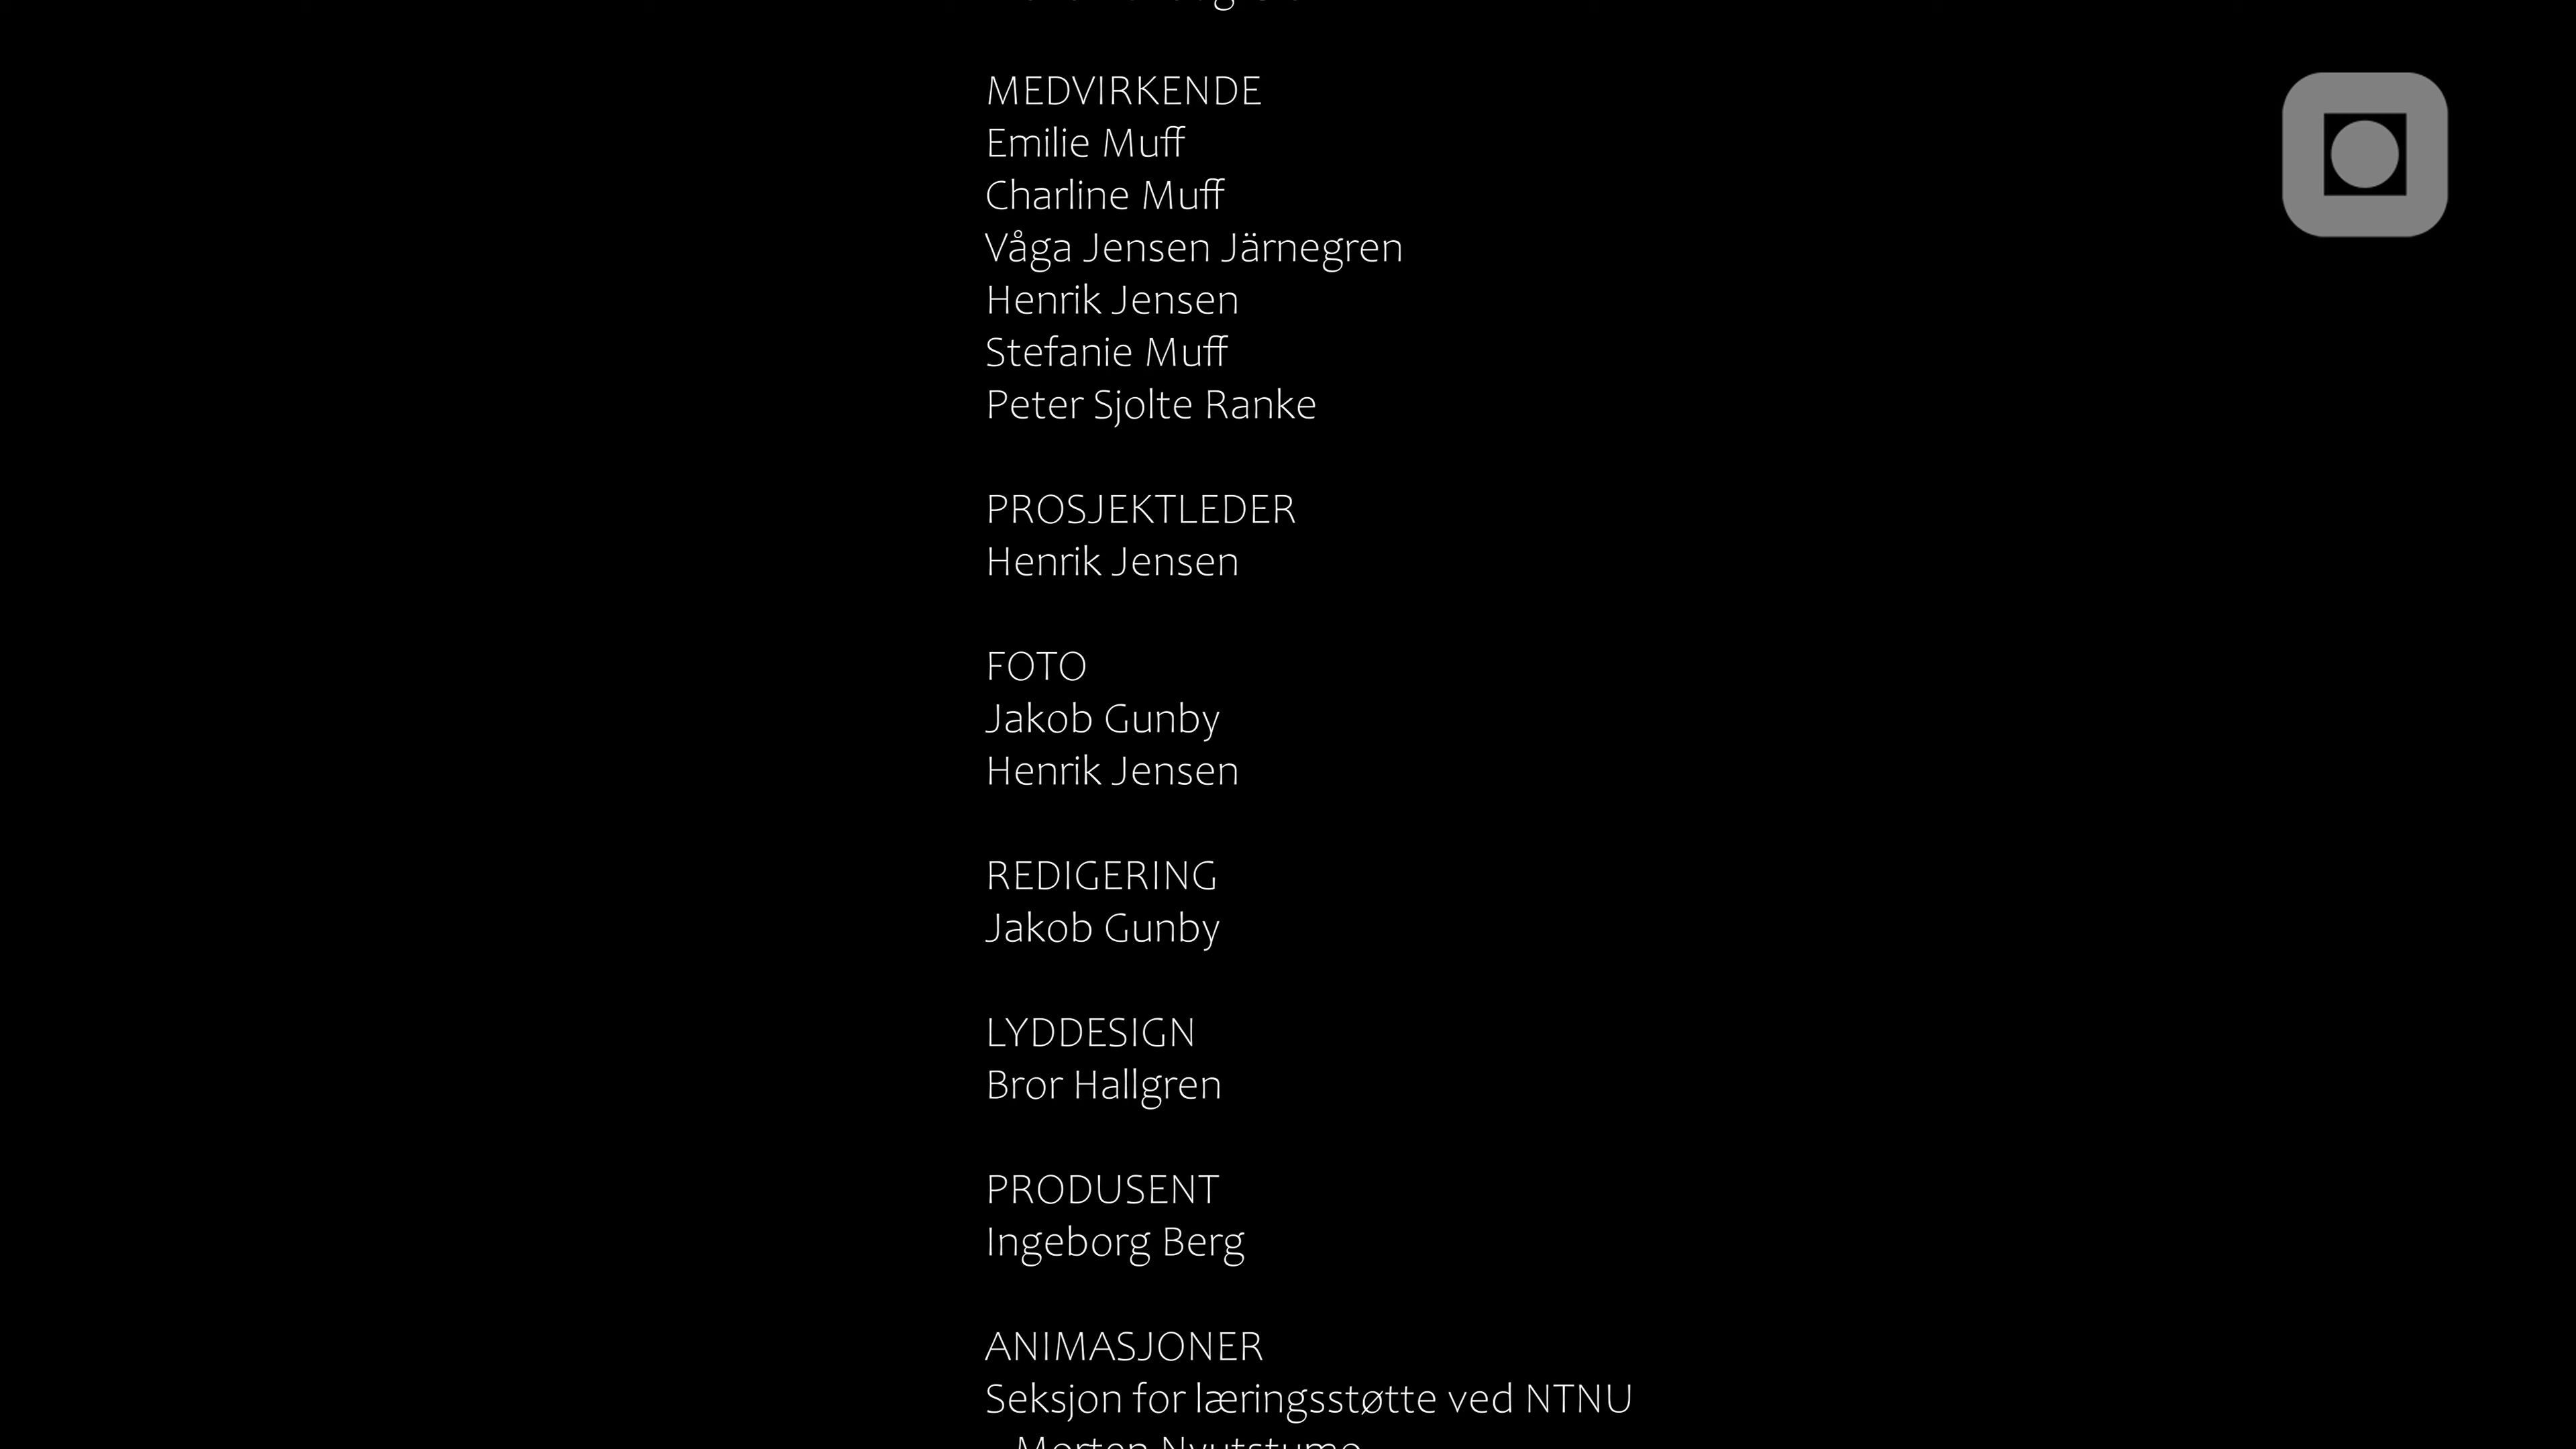 MEDVIRKENDE
Emilie Muff
Charline Muff
Våga Jensen Järnegren
Henrik Jensen
Stefanie Muff
Peter Sjolte Ranke
PROSJEKTLEDER
Henrik Jensen
FOTO
Jakob Gunby
Henrik Jensen
REDIGERING
Jakob Gunby
LYDDESIGN
Bror Hallgren
PRODUSENT
Ingeborg Berg
ANIMASJONER
Seksjon for læringsstøtte ved NTNU